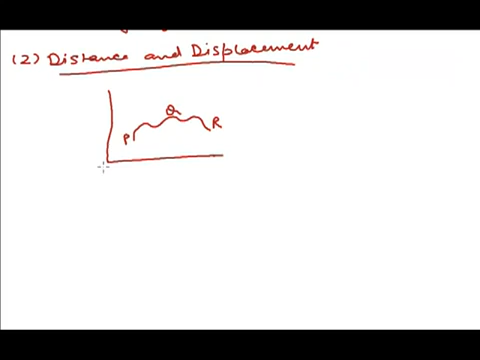 (2) Distance and Displacement
Q
P
R